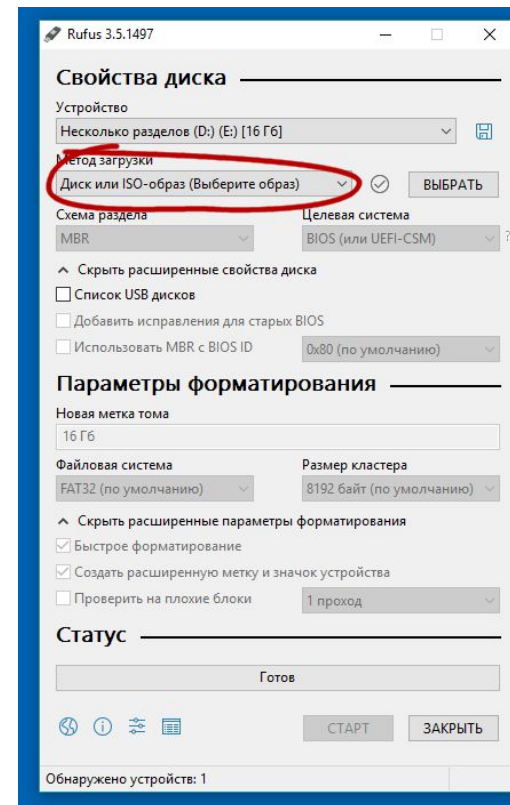 Rufus 3.5.1497
Свойства диска
Устройство
Несколько разделов (D:) (E:) [16 Гб]
Метод загрузки
Диск или ISO-образ (Выберите образ)
ВЫБРАТЬ
Схема раздела
Целевая система
MBR
BIOS (или UEFI-CSM)
?
Скрыть расширенные свойства диска
Список USB дисков
Добавить исправления для старых BIOS
Использовать MBR с BIOS ID
0x80 (по умолчанию)
Параметры форматирования
Новая метка тома
16 Гб
Файловая система
Размер кластера
FAT32 (по умолчанию)
8192 байт (по умолчанию)
Скрыть расширенные параметры форматирования
Быстрое форматирование
Создать расширенную метку и значок устройства
Проверить на плохие блоки
1 проход
Статус
Готов
СТАРТ
ЗАКРЫТЬ
Обнаружено устройств: 1